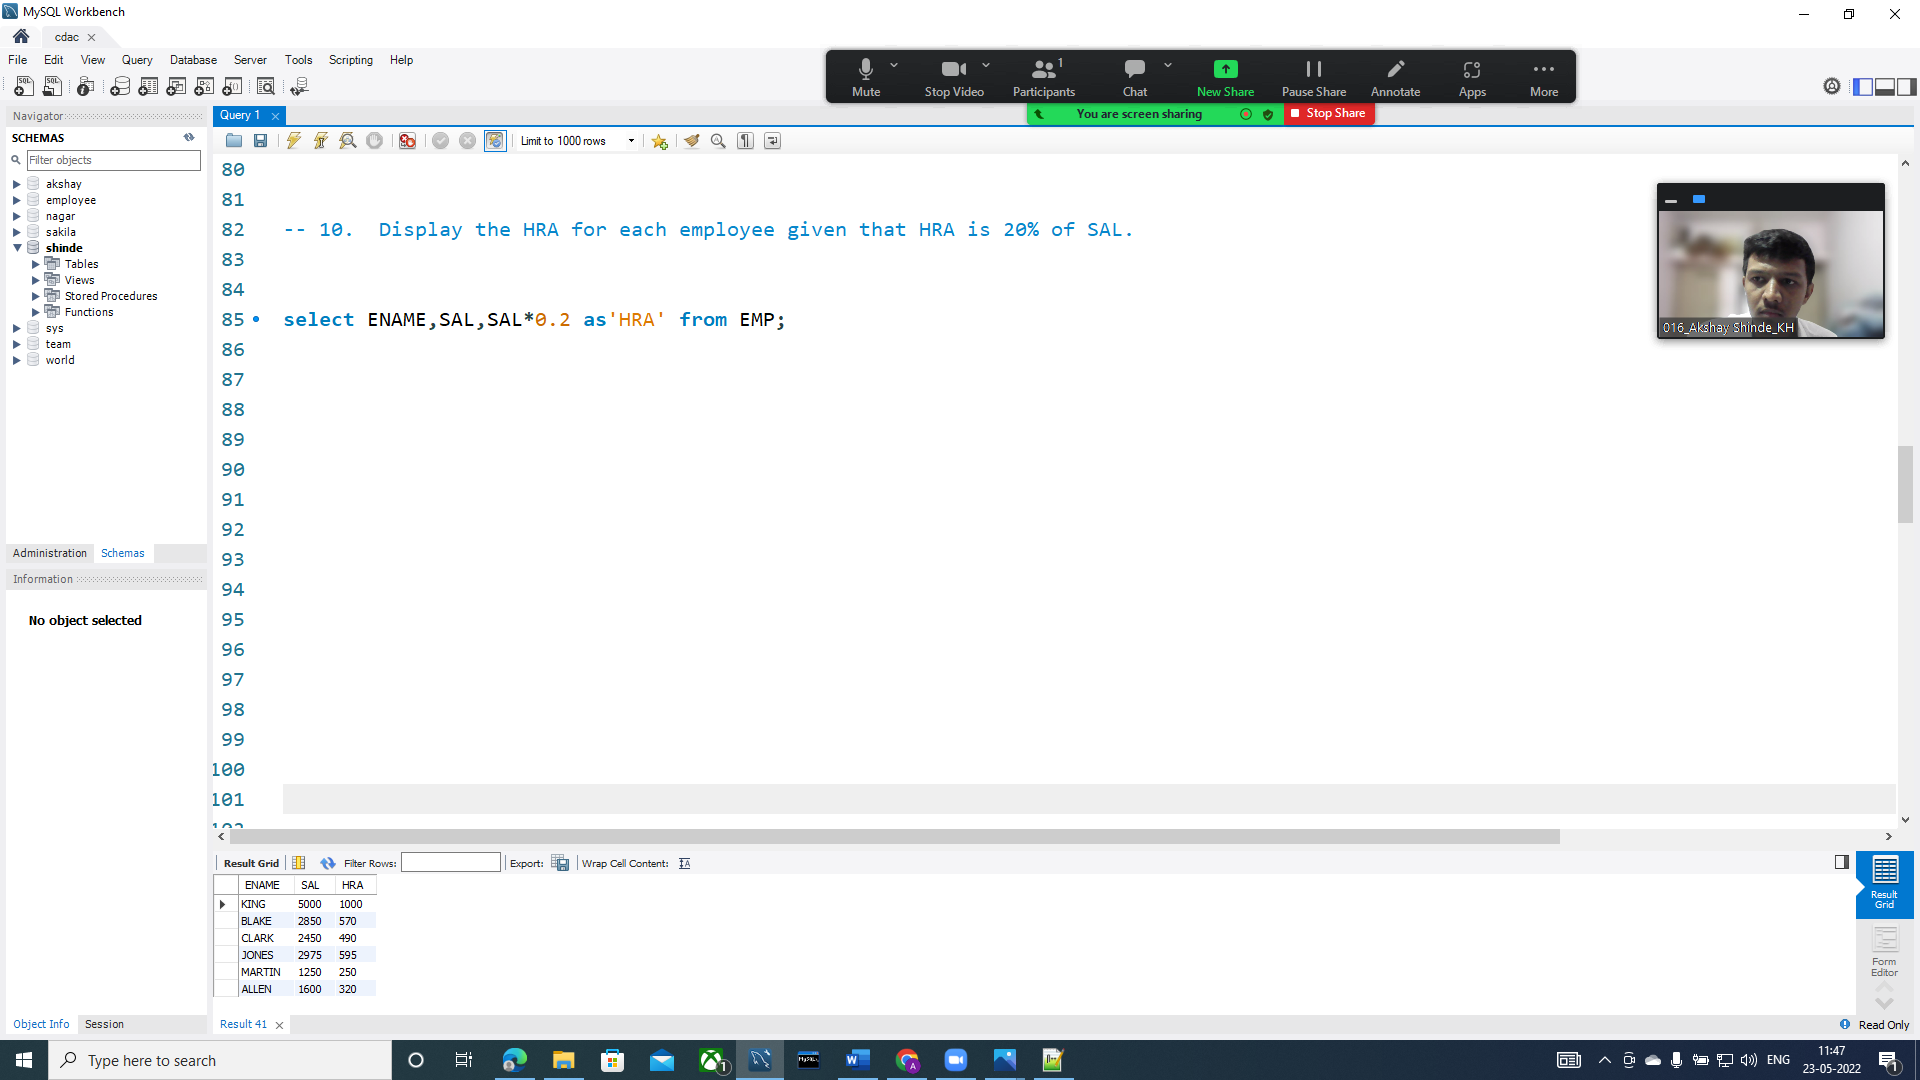 MySQL Workbench
cdac
File Edit View Query Database Server Tools Scripting Help
Mute Stop Video Participants 1 Chat New Share Pause Share Annotate Apps More
You are screen sharing Stop Share
Navigator
SCHEMAS
Filter objects
akshay
employee
nagar
sakila
shinde
Tables
Views
Stored Procedures
Functions
sys
team
world
Administration Schemas
Information
No object selected
Object Info Session
Query 1
Limit to 1000 rows
80
81
82 -- 10.  Display the HRA for each employee given that HRA is 20% of SAL.
83
84
85 select ENAME,SAL,SAL*0.2 as'HRA' from EMP;
86
87
88
89
90
91
92
93
94
95
96
97
98
99
100
101
102
016_Akshay Shinde_KH
Result Grid Filter Rows: Export: Wrap Cell Content:
ENAME SAL HRA
KING 5000 1000
BLAKE 2850 570
CLARK 2450 490
JONES 2975 595
MARTIN 1250 250
ALLEN 1600 320
Result Grid
Form Editor
Result 41
Read Only
Type here to search
1
MySQL
ENG
11:47
23-05-2022
1